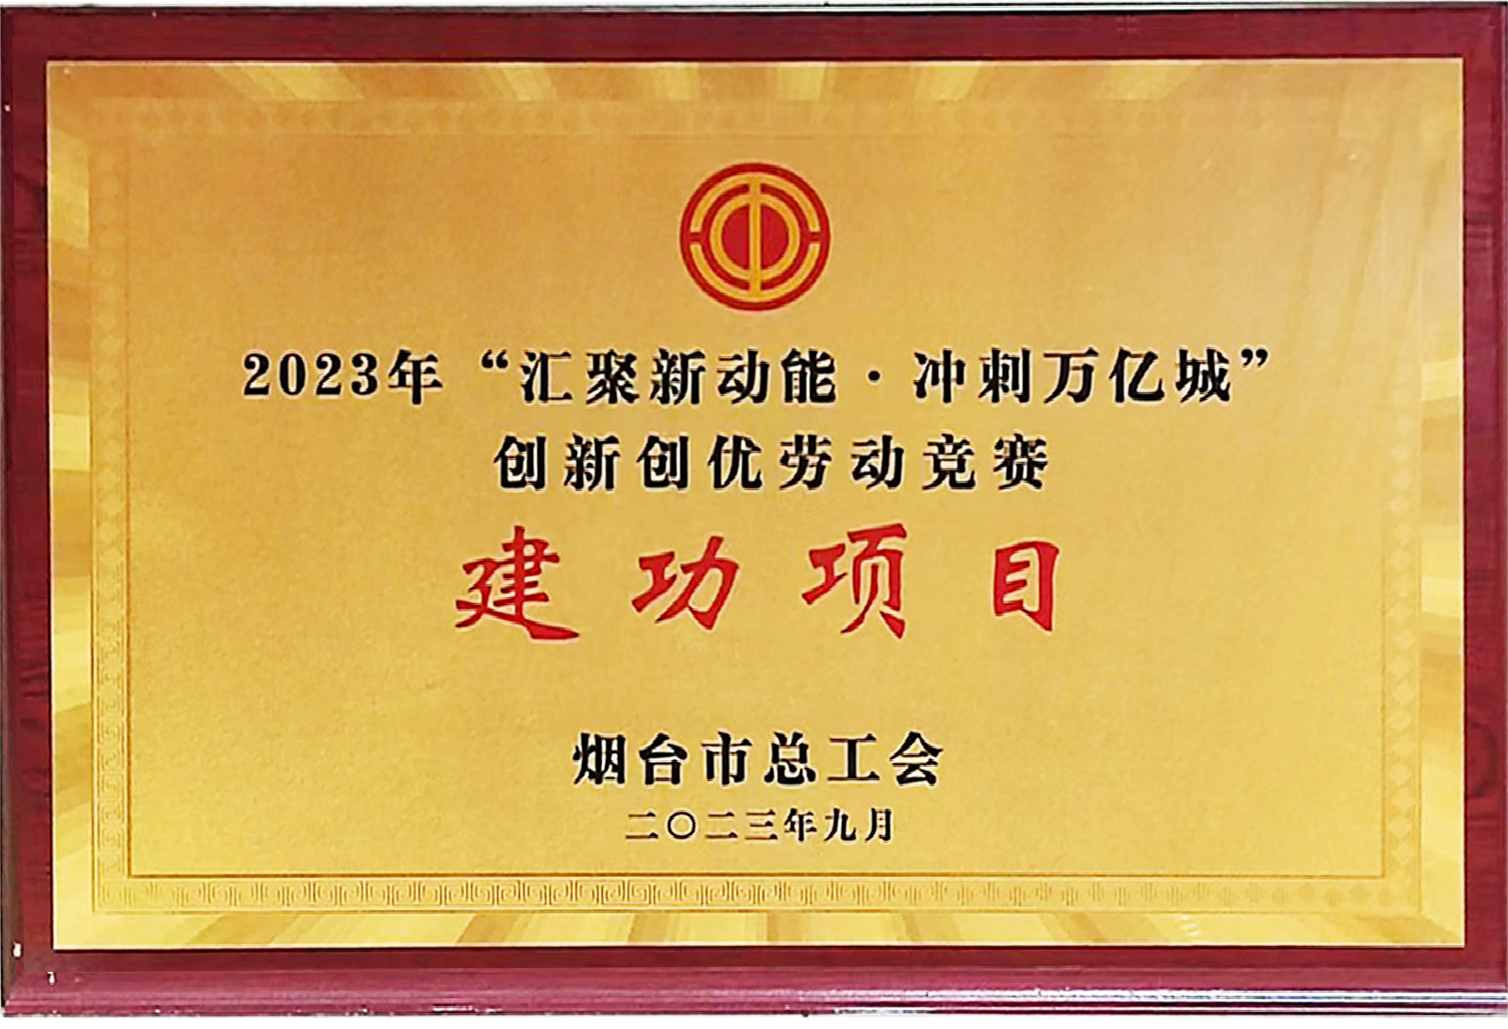 2023年“汇聚新动能·冲刺万亿城”
创新创优劳动竞赛
建功项目
烟台市总工会
二〇二三年九月